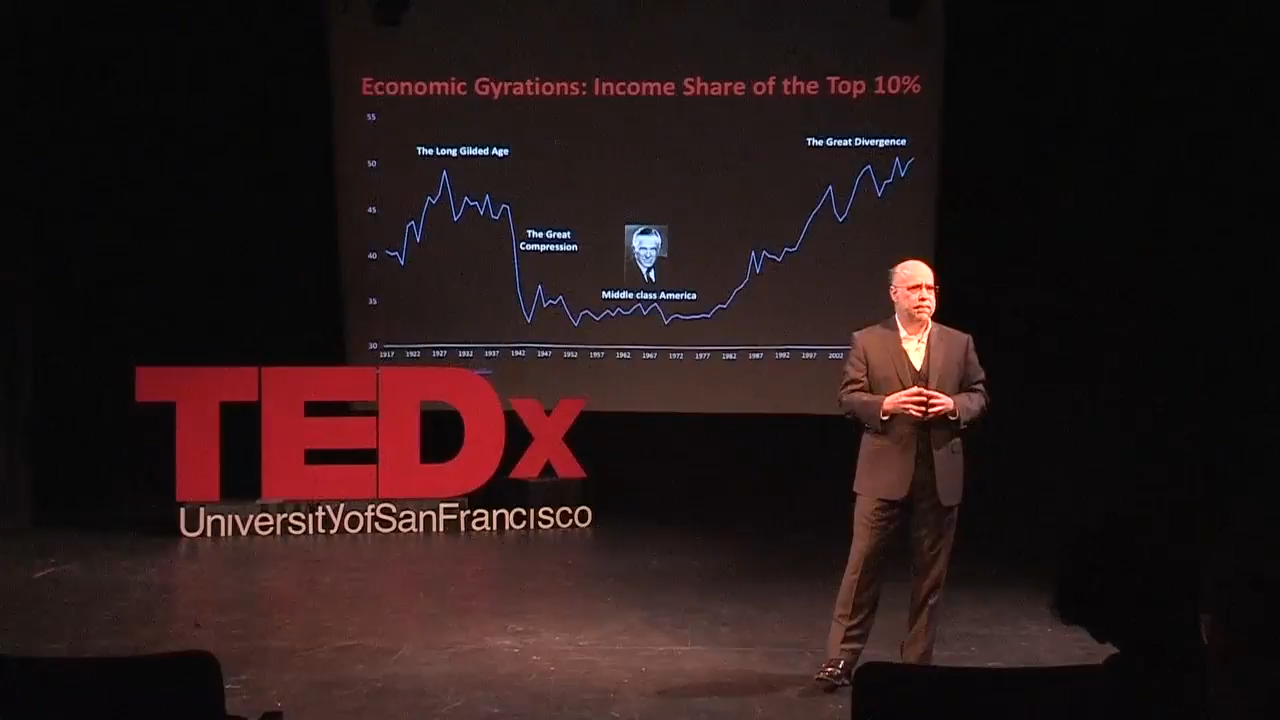 Economic Gyrations: Income Share of the Top 10%
55
The Great Divergence
The Long Gilded Age
50
45
The Great
Compression
40
Middle class America
35
30
1917 1922 1927 1932 1937 1942 1947 1952 1957 1962 1967 1972 1977 1982 1987 1992 1997 2002
TEDx
UniversityofSanFrancisco